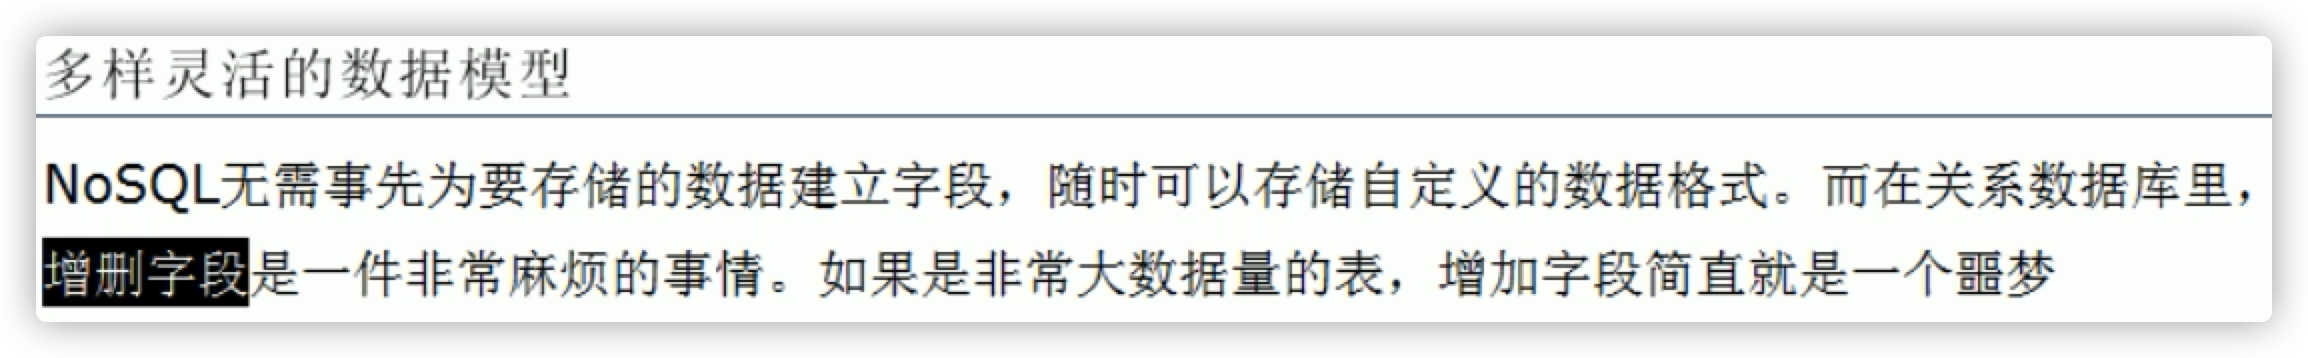 多样灵活的数据模型
NoSQL无需事先为要存储的数据建立字段，随时可以存储自定义的数据格式。而在关系数据库里，
增删字段是一件非常麻烦的事情。如果是非常大数据量的表，增加字段简直就是一个噩梦